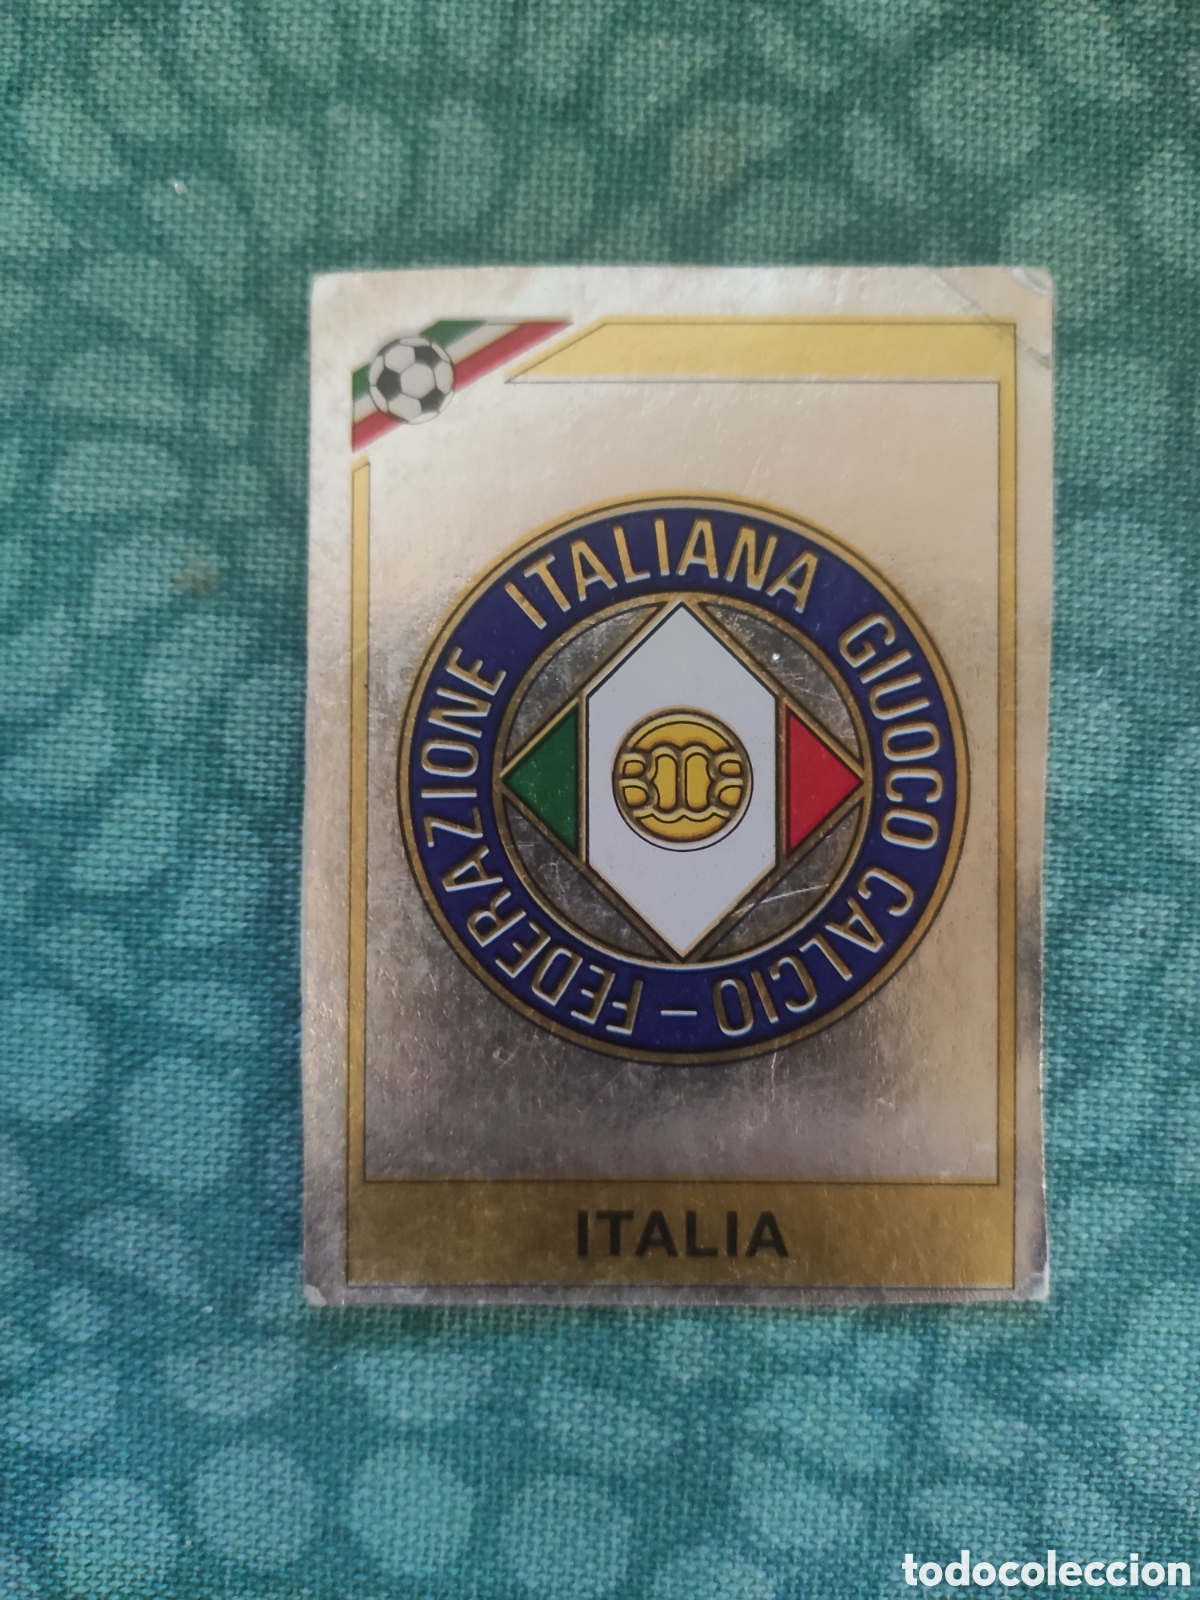 FEDERAZIONE ITALIANA GIUOCO CALCIO -
ITALIA
todocoleccion